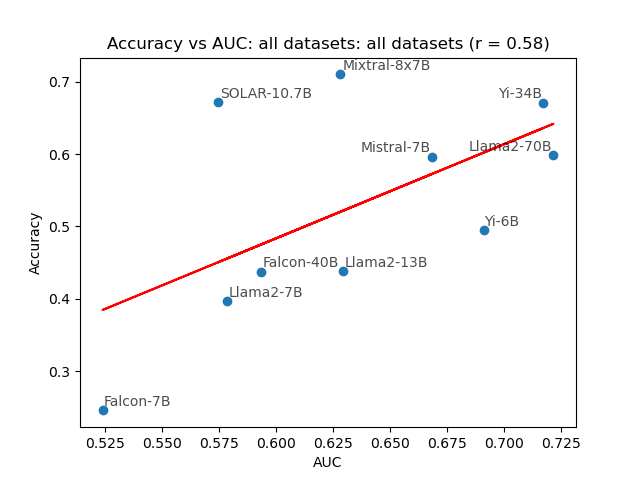 Accuracy vs AUC: all datasets: all datasets (r = 0.58)
Mixtral-8x7B
SOLAR-10.7B
Yi-34B
Mistral-7B
Llama2-70B
Yi-6B
Falcon-40B
Llama2-13B
Llama2-7B
Falcon-7B
Accuracy
0.7
0.6
0.5
0.4
0.3
0.525 0.550 0.575 0.600 0.625 0.650 0.675 0.700 0.725
AUC